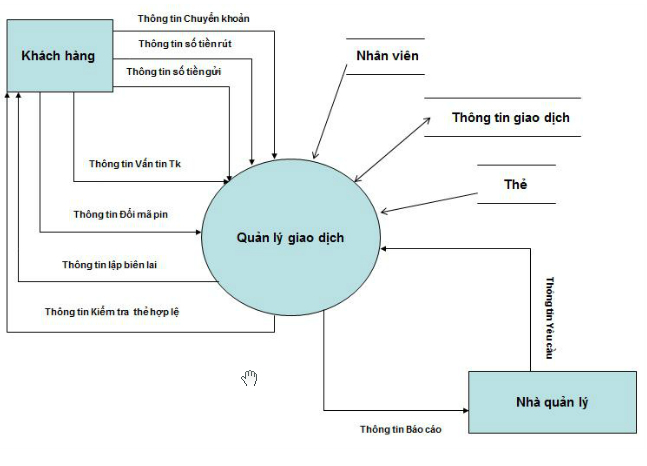 Thông tin Chuyển khoản
Khách hàng
Thông tin số tiền rút
Nhân viên
Thông tin số tiền gửi
Thông tin giao dịch
Thông tin Vấn tin Tk
Thẻ
Thông tin Đổi mã pin
Quản lý giao dịch
Thông tin lập biên lai
Thông tin Kiểm tra thẻ hợp lệ
Thông tin Yêu cầu
Nhà quản lý
Thông tin Báo cáo